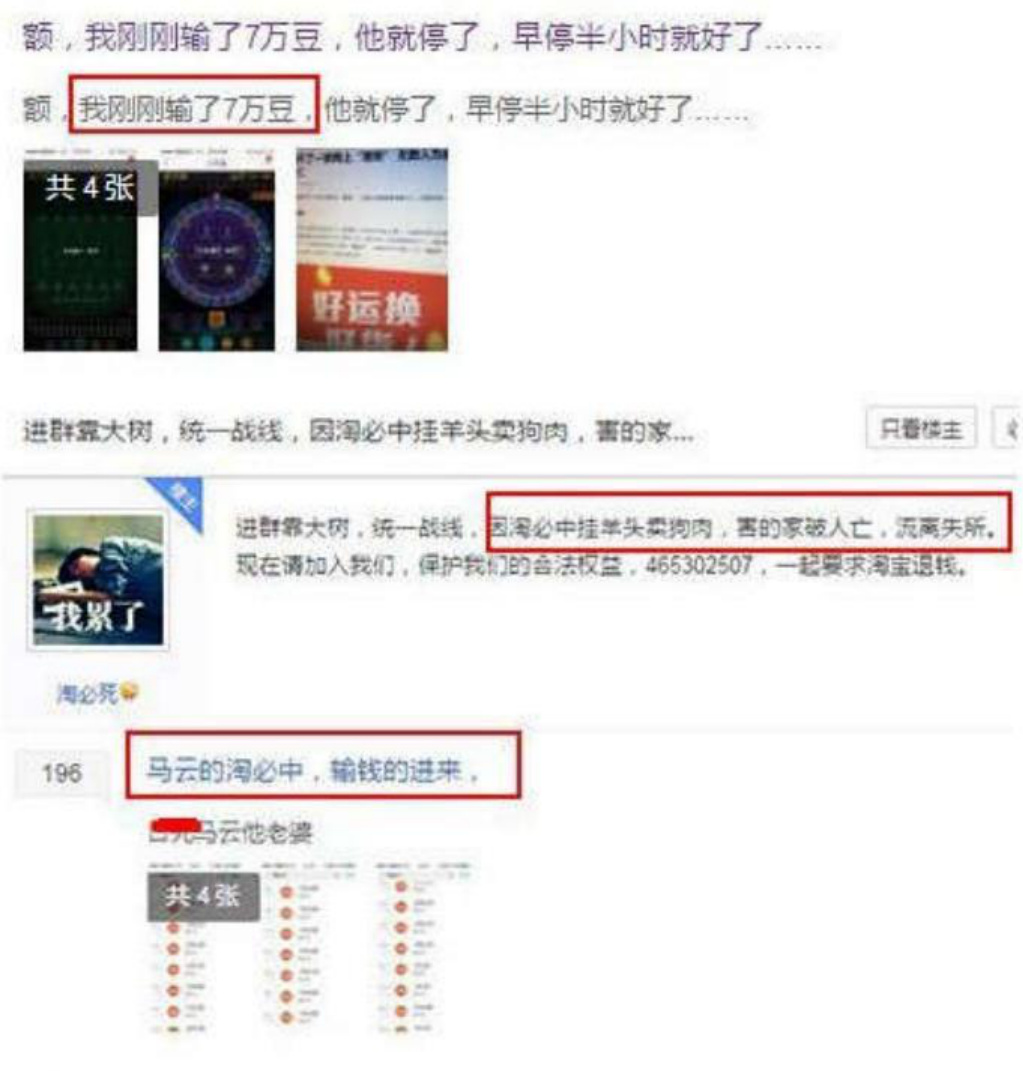 额，我刚刚输了7万豆，他就停了，早停半小时就好了……
额，我刚刚输了7万豆，他就停了，早停半小时就好了……
共4张
好运换
进群靠大树，统一战线，因淘必中挂羊头卖狗肉，害的家...
只看楼主
楼主
进群靠大树，统一战线，因淘必中挂羊头卖狗肉，害的家破人亡，流离失所。
现在请加入我们，保护我们的合法权益，465302507，一起要求淘宝退钱。
我累了
淘必死
196
马云的淘必中，输钱的进来，
马云他老婆
共4张